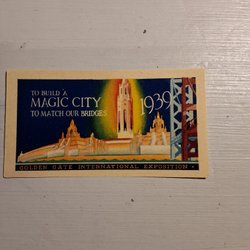 TO BUILD A
MAGIC CITY
TO MATCH OUR BRIDGES
1939
GOLDEN GATE INTERNATIONAL EXPOSITION